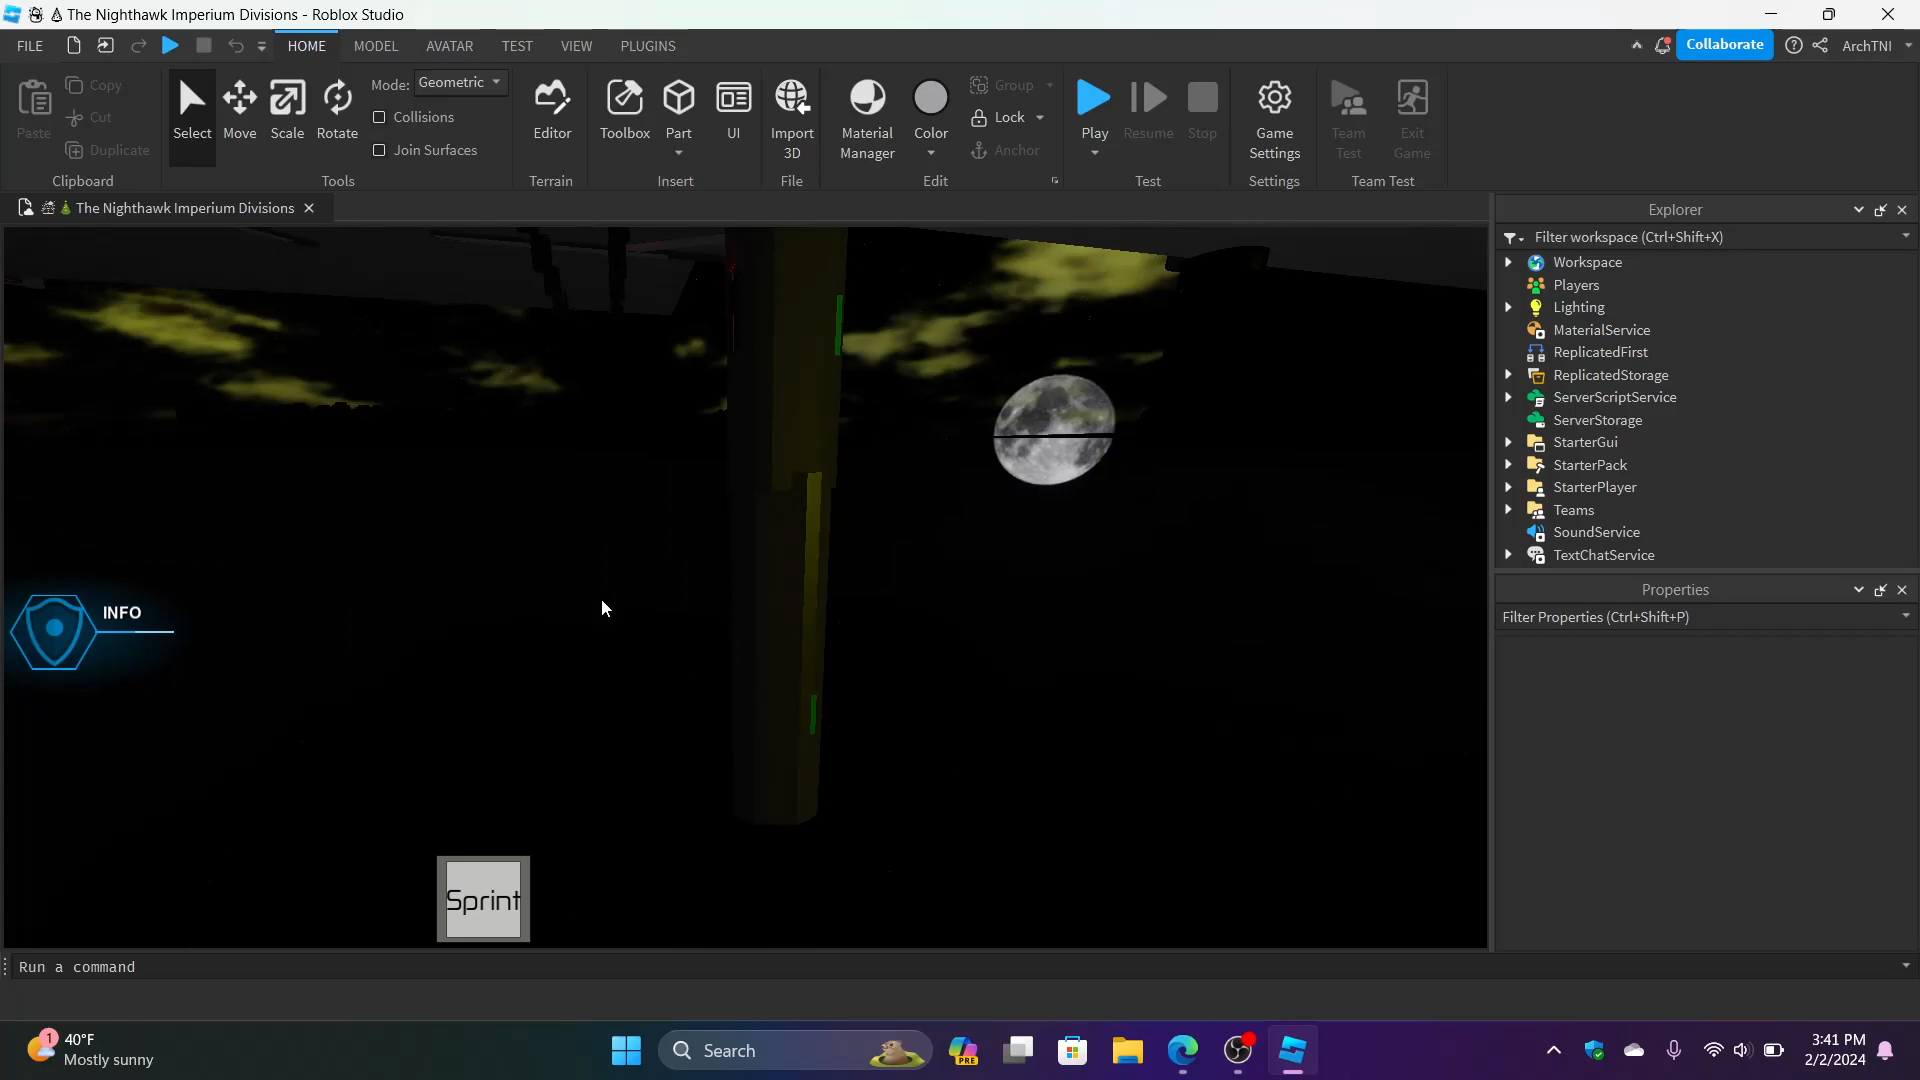 The Nighthawk Imperium Divisions - Roblox Studio
FILE
HOME
MODEL
AVATAR
TEST
VIEW
PLUGINS
Collaborate
ArchTNI
Paste
Copy
Cut
Duplicate
Clipboard
Select
Move
Scale
Rotate
Mode: Geometric
Collisions
Join Surfaces
Tools
Editor
Terrain
Toolbox
Part
UI
Insert
Import
3D
File
Material
Manager
Color
Group
Lock
Anchor
Edit
Play
Resume
Stop
Test
Game
Settings
Settings
Team
Test
Exit
Game
Team Test
The Nighthawk Imperium Divisions
INFO
Sprint
Explorer
Filter workspace (Ctrl+Shift+X)
Workspace
Players
Lighting
MaterialService
ReplicatedFirst
ReplicatedStorage
ServerScriptService
ServerStorage
StarterGui
StarterPack
StarterPlayer
Teams
SoundService
TextChatService
Properties
Filter Properties (Ctrl+Shift+P)
Run a command
1
40°F
Mostly sunny
Search
PRE
3:41 PM
2/2/2024